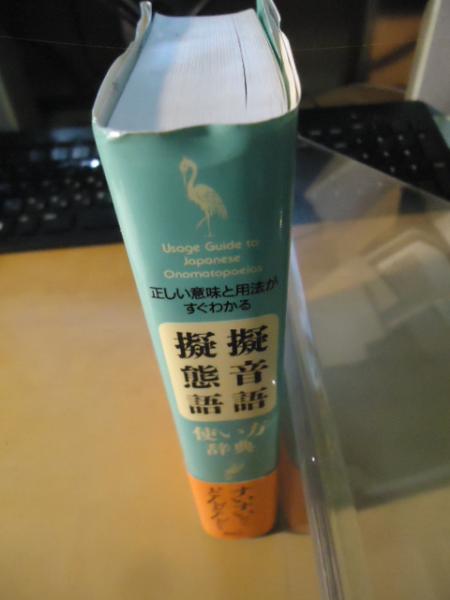 Usage Guide to
Japanese
Onomatopoeias
正しい意味と用法が
すぐわかる
擬音語
擬態語
使い方
辞典